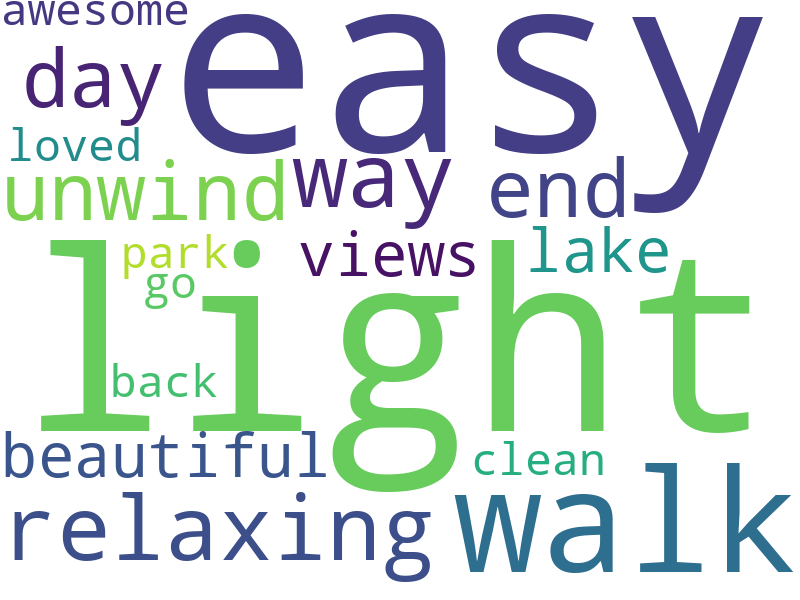 awesome
easy
day
loved
unwind
way
end
park
views
lake
go
light
back
beautiful
clean
relaxing
walk